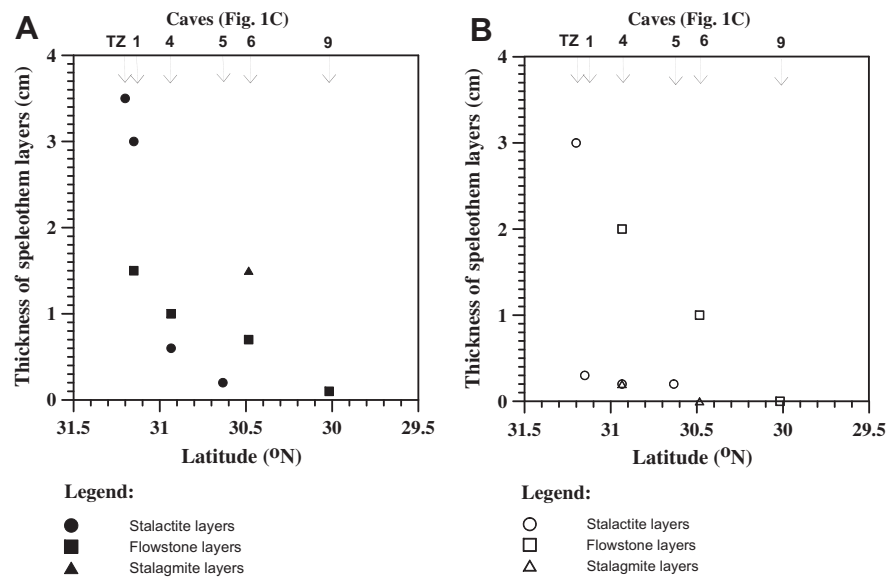 A
Caves (Fig. 1C)
TZ 1 4 5 6 9
Thickness of speleothem layers (cm)
4
3
2
1
0
31.5 31 30.5 30 29.5
Latitude (ºN)
Legend:
Stalactite layers
Flowstone layers
Stalagmite layers
B
Caves (Fig. 1C)
TZ 1 4 5 6 9
Thickness of speleothem layers (cm)
4
3
2
1
0
31.5 31 30.5 30 29.5
Latitude (ºN)
Legend:
Stalactite layers
Flowstone layers
Stalagmite layers